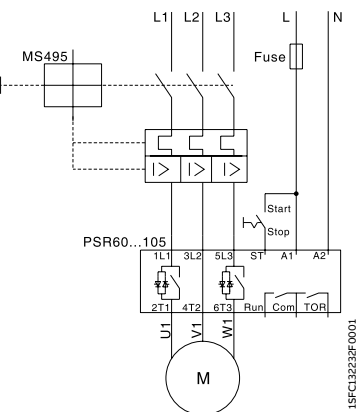 L1 L2 L3 L N
MS495
Fuse
I> I> I>
Start
Stop
PSR60...105
1L1 3L2 5L3 ST A1 A2
2T1 4T2 6T3 Run Com TOR
U1 V1 W1
M
1SFC132232F0001